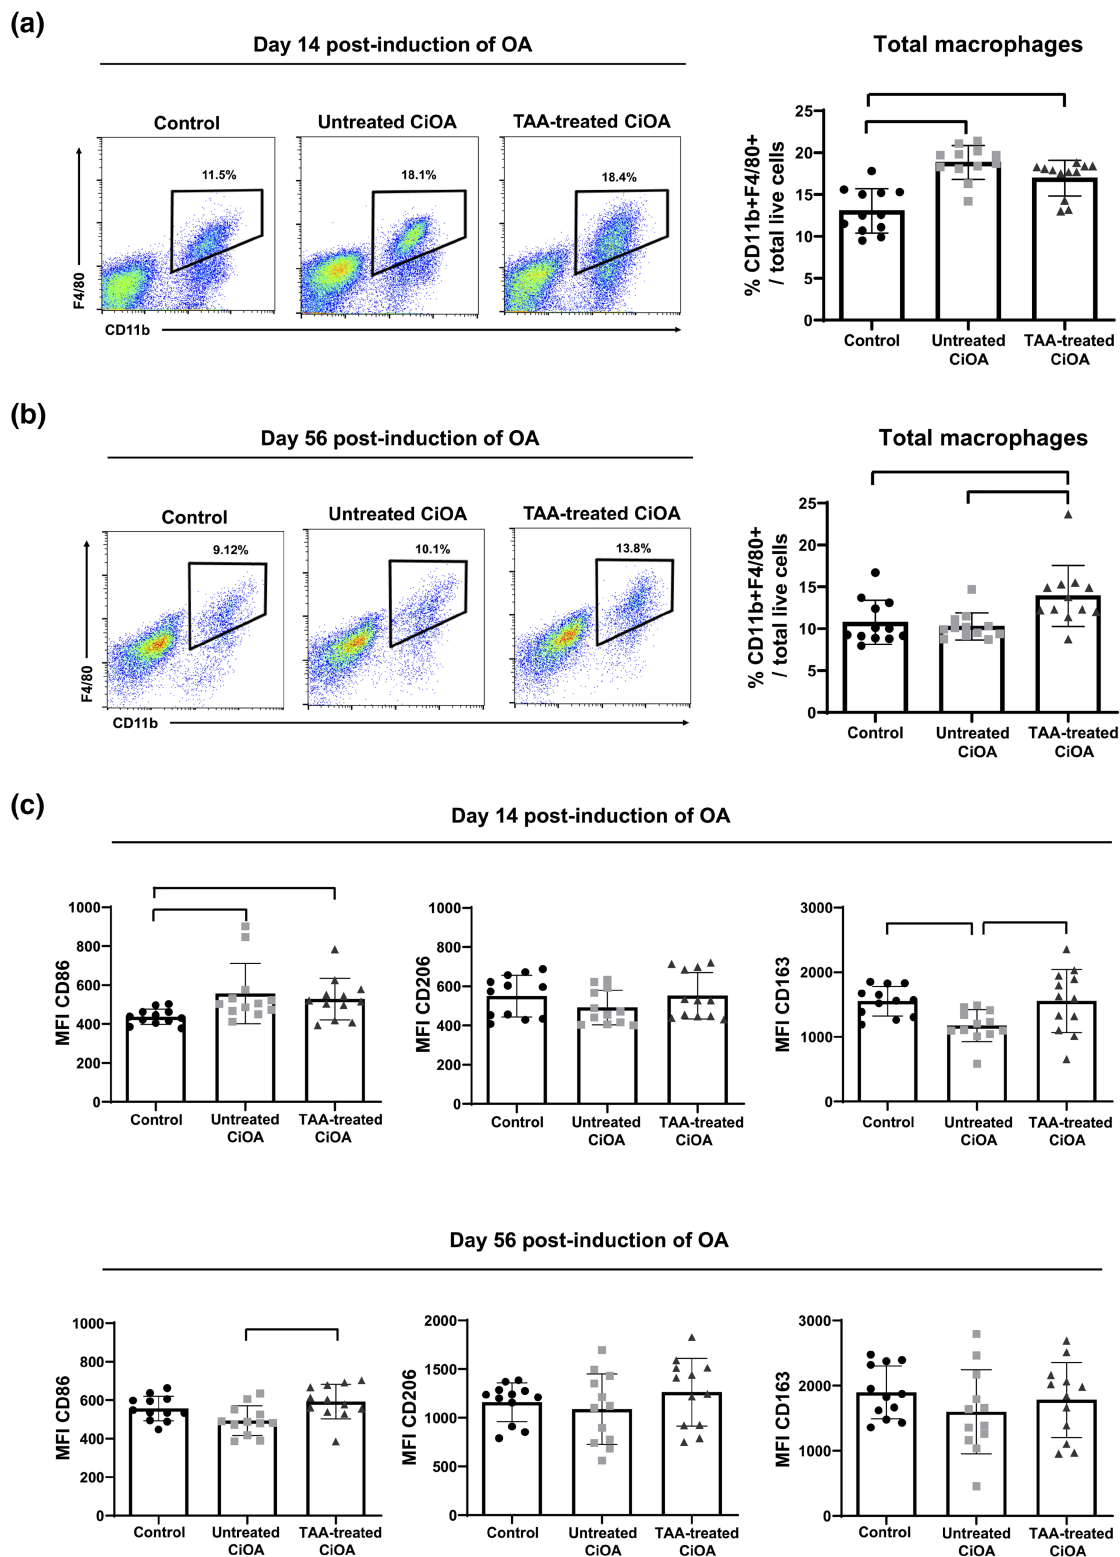 (a)
Day 14 post-induction of OA
Control
Untreated CiOA
TAA-treated CiOA
11.5%
18.1%
18.4%
F4/80
CD11b
Total macrophages
% CD11b+F4/80+
/ total live cells
25
20
15
10
5
0
Control
Untreated
CiOA
TAA-treated
CiOA
(b)
Day 56 post-induction of OA
Control
Untreated CiOA
TAA-treated CiOA
9.12%
10.1%
13.8%
F4/80
CD11b
Total macrophages
% CD11b+F4/80+
/ total live cells
25
20
15
10
5
0
Control
Untreated
CiOA
TAA-treated
CiOA
(c)
Day 14 post-induction of OA
MFI CD86
1000
800
600
400
200
0
Control
Untreated
CiOA
TAA-treated
CiOA
MFI CD206
1000
800
600
400
200
0
Control
Untreated
CiOA
TAA-treated
CiOA
MFI CD163
3000
2000
1000
0
Control
Untreated
CiOA
TAA-treated
CiOA
Day 56 post-induction of OA
MFI CD86
1000
800
600
400
200
0
Control
Untreated
CiOA
TAA-treated
CiOA
MFI CD206
2000
1500
1000
500
0
Control
Untreated
CiOA
TAA-treated
CiOA
MFI CD163
3000
2000
1000
0
Control
Untreated
CiOA
TAA-treated
CiOA